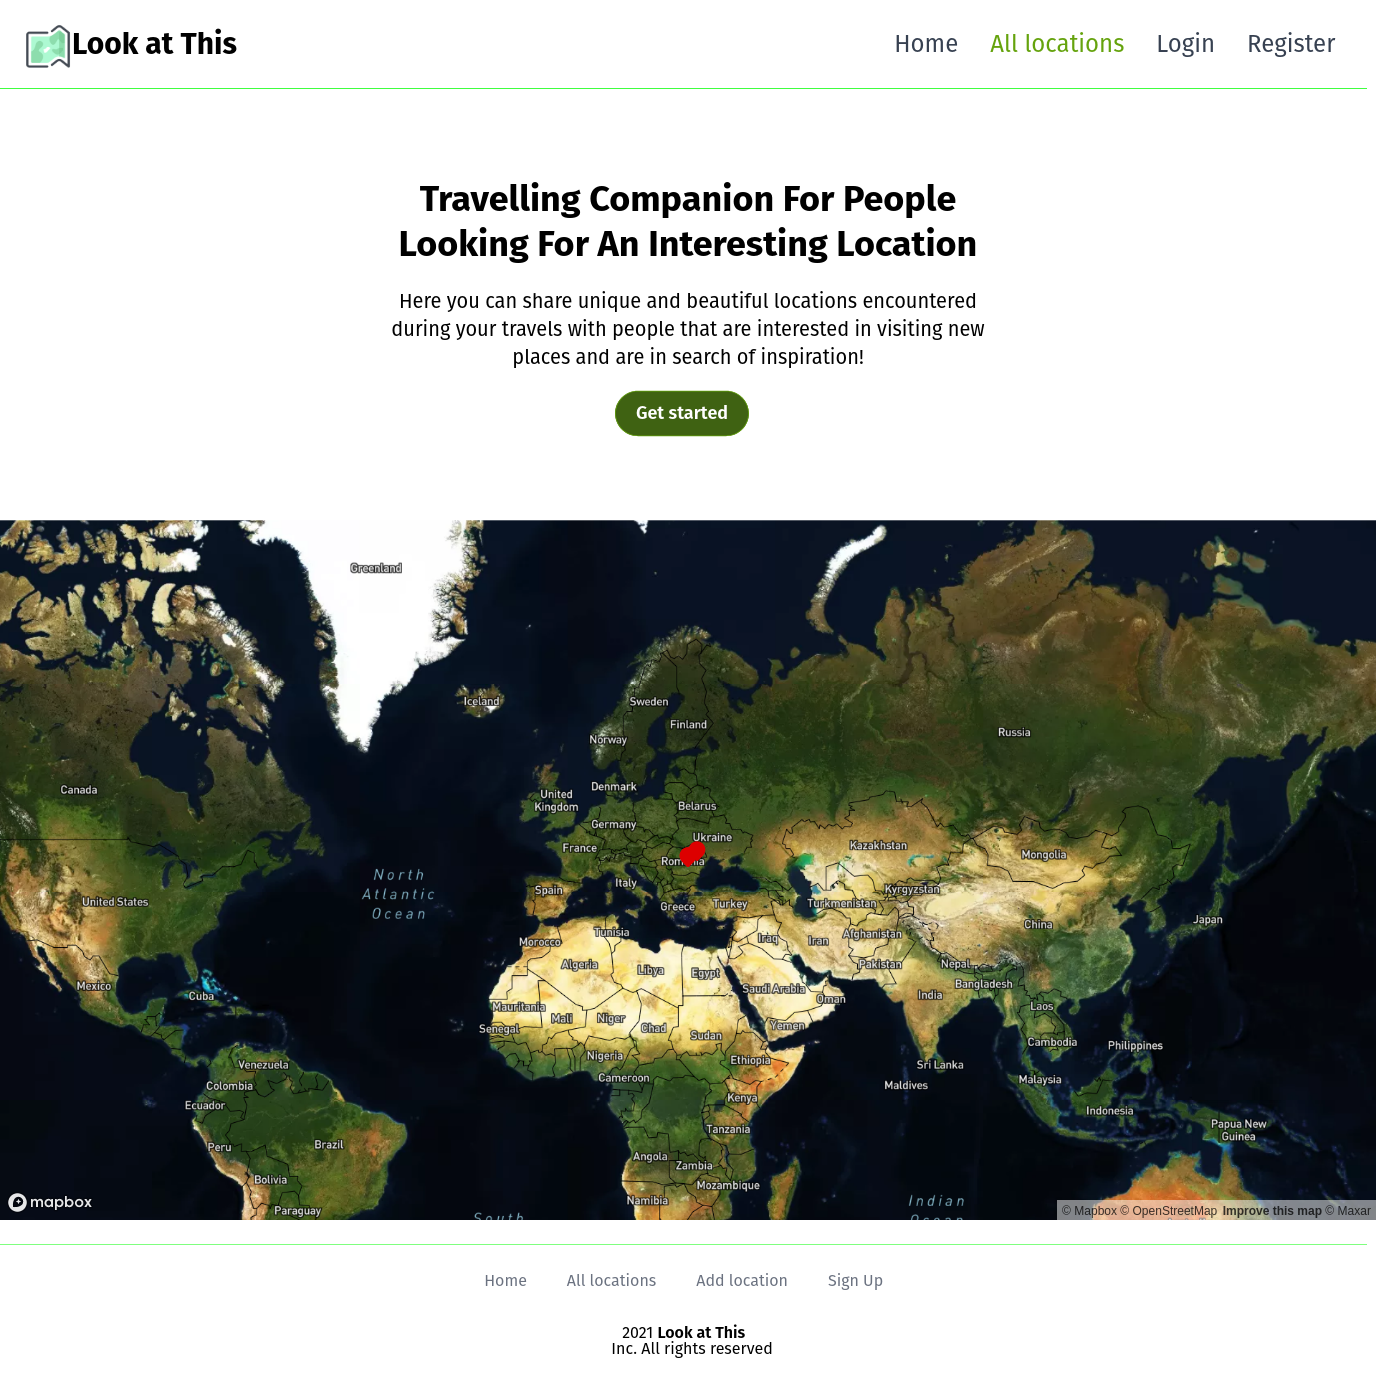 Look at This
Home
All locations
Login
Register
Travelling Companion For People
Looking For An Interesting Location
Here you can share unique and beautiful locations encountered
during your travels with people that are interested in visiting new
places and are in search of inspiration!
Get started
Greenland
Iceland
Sweden
Finland
Norway
Russia
Canada
United
Kingdom
Denmark
Belarus
Germany
Ukraine
France
Kazakhstan
Mongolia
North
Atlantic
Ocean
Italy
Spain
Kyrgyzstan
United States
Greece
Turkey
Turkmenistan
China
Japan
Morocco
Tunisia
Iraq
Iran
Afghanistan
Algeria
Libya
Egypt
Pakistan
Nepal
Mexico
Cuba
Saudi Arabia
Oman
India
Bangladesh
Mauritania
Mali
Niger
Chad
Sudan
Yemen
Laos
Senegal
Nigeria
Ethiopia
Cambodia
Philippines
Venezuela
Cameroon
Sri Lanka
Maldives
Malaysia
Colombia
Ecuador
Kenya
Indonesia
Peru
Brazil
Tanzania
Papua New
Guinea
Angola
Zambia
Bolivia
Mozambique
Namibia
Paraguay
Indian
Ocean
South
mapbox
© Mapbox © OpenStreetMap Improve this map © Maxar
Home
All locations
Add location
Sign Up
2021 Look at This
Inc. All rights reserved